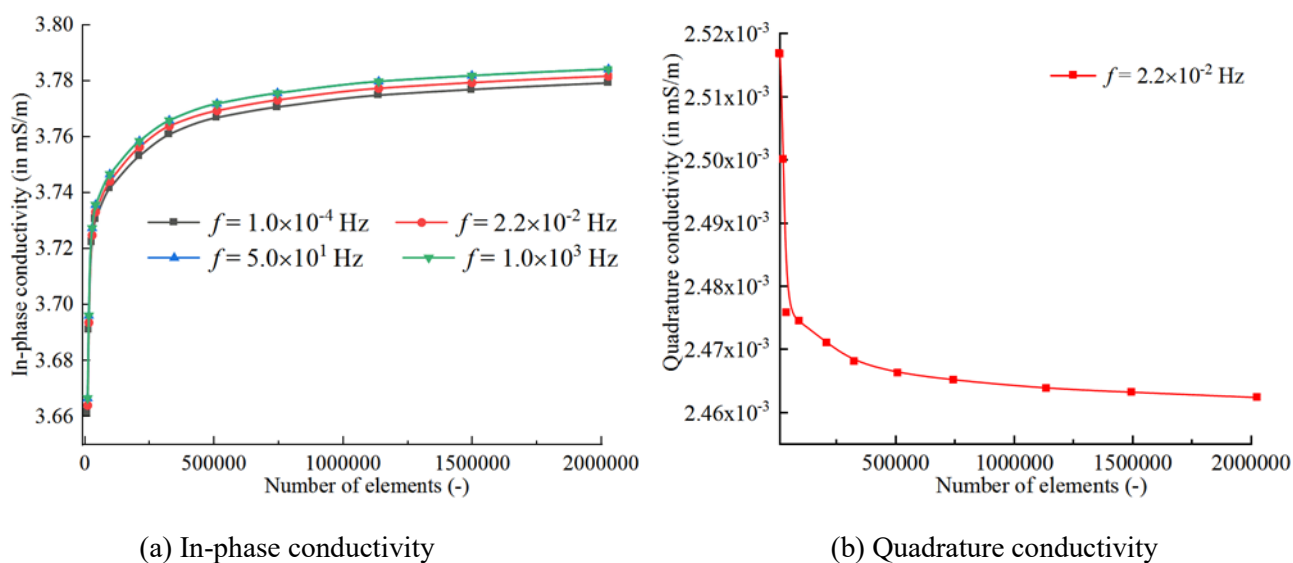 3.80
3.78
3.76
3.74
3.72
3.70
3.68
3.66
In-phase conductivity (in mS/m)
f = 1.0×10⁻⁴ Hz
f = 2.2×10⁻² Hz
f = 5.0×10¹ Hz
f = 1.0×10³ Hz
0
500000
1000000
1500000
2000000
Number of elements (-)
(a) In-phase conductivity
2.52x10⁻³
2.51x10⁻³
2.50x10⁻³
2.49x10⁻³
2.48x10⁻³
2.47x10⁻³
2.46x10⁻³
Quadrature conductivity (in mS/m)
f = 2.2×10⁻² Hz
500000
1000000
1500000
2000000
Number of elements (-)
(b) Quadrature conductivity